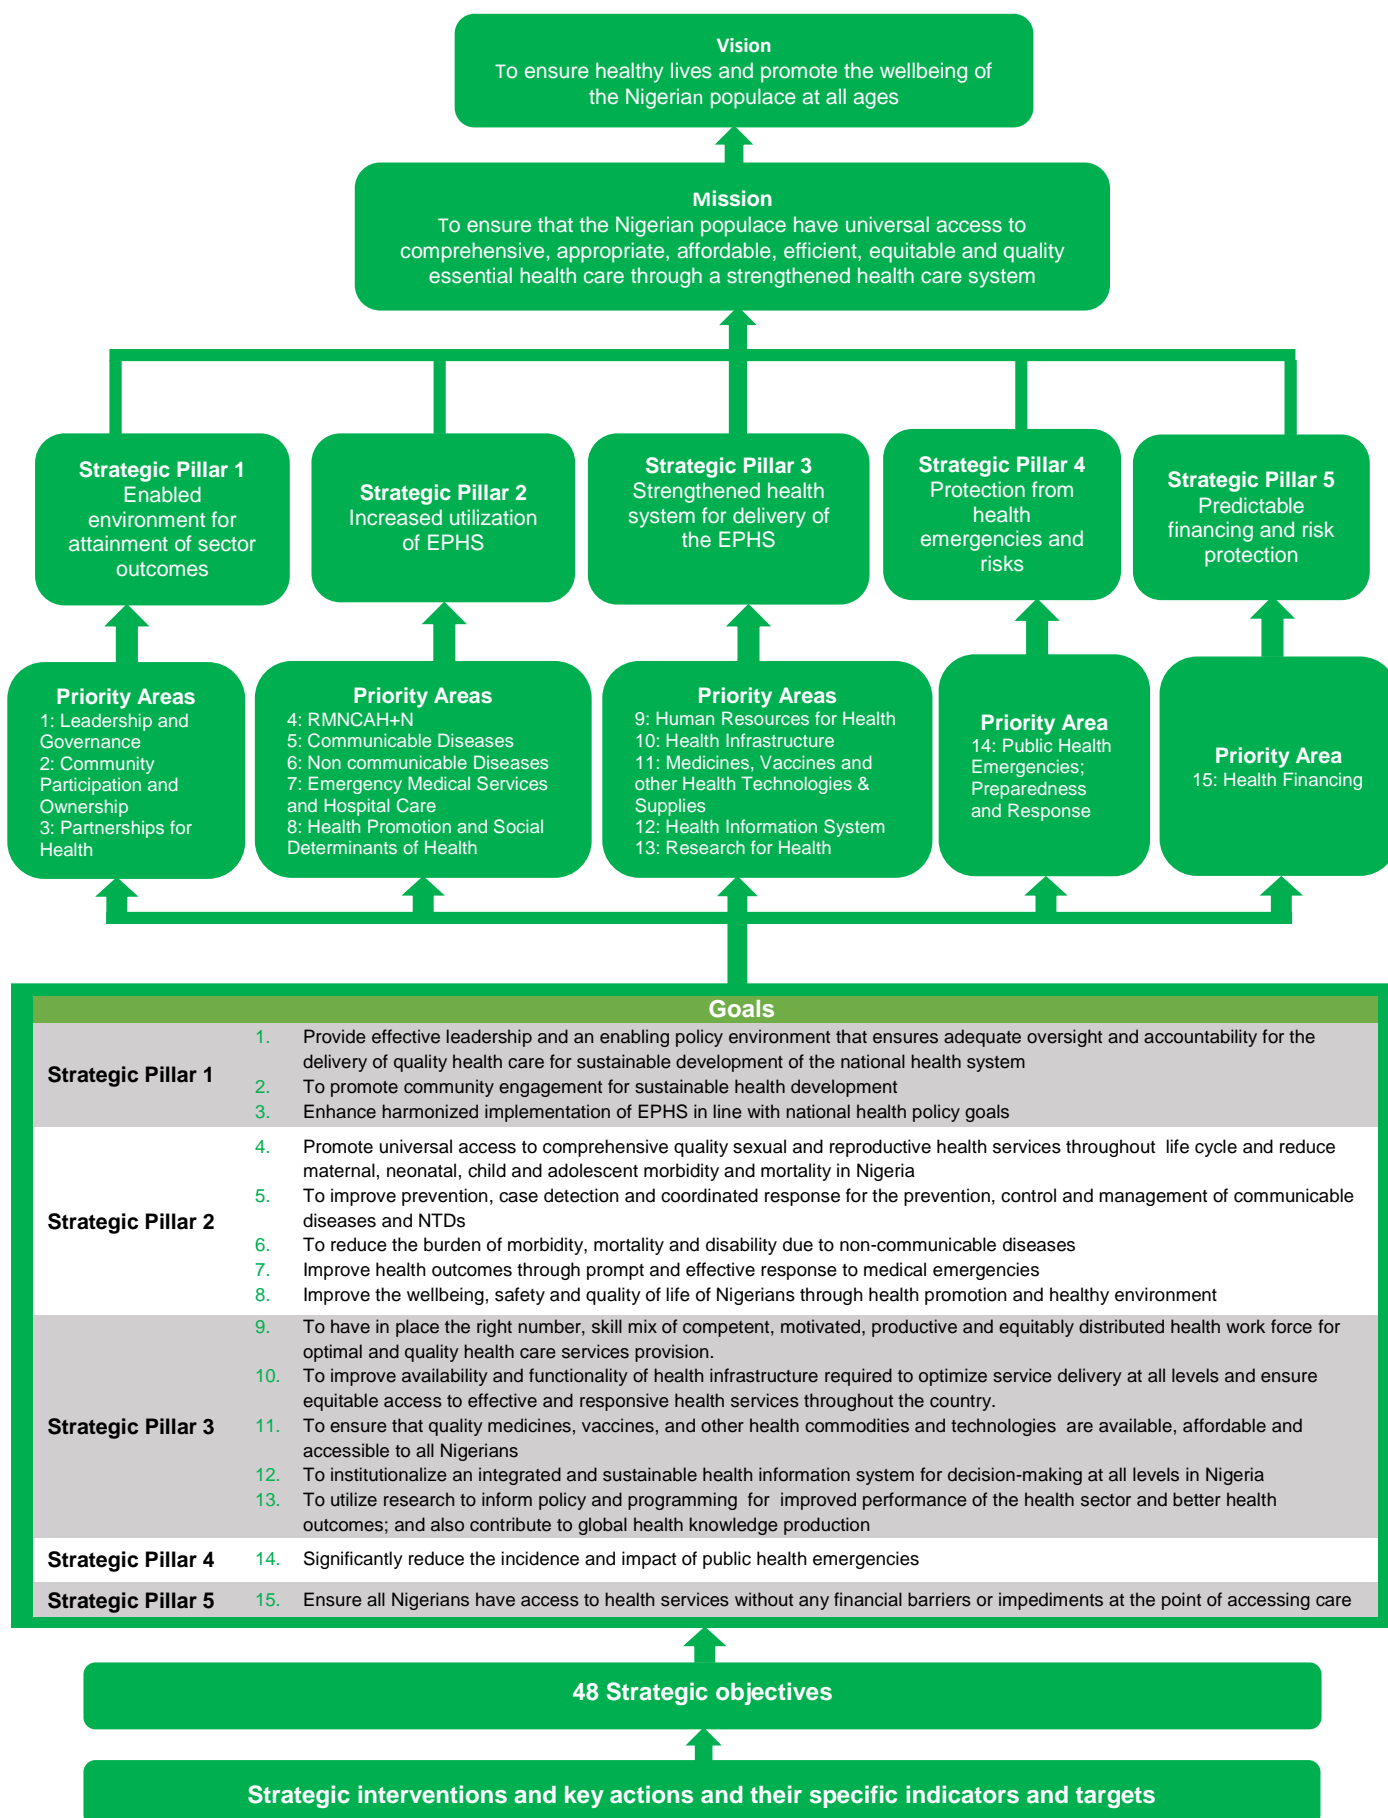 Vision
To ensure healthy lives and promote the wellbeing of
the Nigerian populace at all ages
Mission
To ensure that the Nigerian populace have universal access to
comprehensive, appropriate, affordable, efficient, equitable and quality
essential health care through a strengthened health care system
Strategic Pillar 1
Enabled
environment for
attainment of sector
outcomes
Strategic Pillar 2
Increased utilization
of EPHS
Strategic Pillar 3
Strengthened health
system for delivery of
the EPHS
Strategic Pillar 4
Protection from
health
emergencies and
risks
Strategic Pillar 5
Predictable
financing and risk
protection
Priority Areas
1: Leadership and
Governance
2: Community
Participation and
Ownership
3: Partnerships for
Health
Priority Areas
4: RMNCAH+N
5: Communicable Diseases
6: Non communicable Diseases
7: Emergency Medical Services
and Hospital Care
8: Health Promotion and Social
Determinants of Health
Priority Areas
9: Human Resources for Health
10: Health Infrastructure
11: Medicines, Vaccines and
other Health Technologies &
Supplies
12: Health Information System
13: Research for Health
Priority Area
14: Public Health
Emergencies;
Preparedness
and Response
Priority Area
15: Health Financing
Goals
Strategic Pillar 1
1. Provide effective leadership and an enabling policy environment that ensures adequate oversight and accountability for the
delivery of quality health care for sustainable development of the national health system
2. To promote community engagement for sustainable health development
3. Enhance harmonized implementation of EPHS in line with national health policy goals
Strategic Pillar 2
4. Promote universal access to comprehensive quality sexual and reproductive health services throughout life cycle and reduce
maternal, neonatal, child and adolescent morbidity and mortality in Nigeria
5. To improve prevention, case detection and coordinated response for the prevention, control and management of communicable
diseases and NTDs
6. To reduce the burden of morbidity, mortality and disability due to non-communicable diseases
7. Improve health outcomes through prompt and effective response to medical emergencies
8. Improve the wellbeing, safety and quality of life of Nigerians through health promotion and healthy environment
Strategic Pillar 3
9. To have in place the right number, skill mix of competent, motivated, productive and equitably distributed health work force for
optimal and quality health care services provision.
10. To improve availability and functionality of health infrastructure required to optimize service delivery at all levels and ensure
equitable access to effective and responsive health services throughout the country.
11. To ensure that quality medicines, vaccines, and other health commodities and technologies are available, affordable and
accessible to all Nigerians
12. To institutionalize an integrated and sustainable health information system for decision-making at all levels in Nigeria
13. To utilize research to inform policy and programming for improved performance of the health sector and better health
outcomes; and also contribute to global health knowledge production
Strategic Pillar 4
14. Significantly reduce the incidence and impact of public health emergencies
Strategic Pillar 5
15. Ensure all Nigerians have access to health services without any financial barriers or impediments at the point of accessing care
48 Strategic objectives
Strategic interventions and key actions and their specific indicators and targets